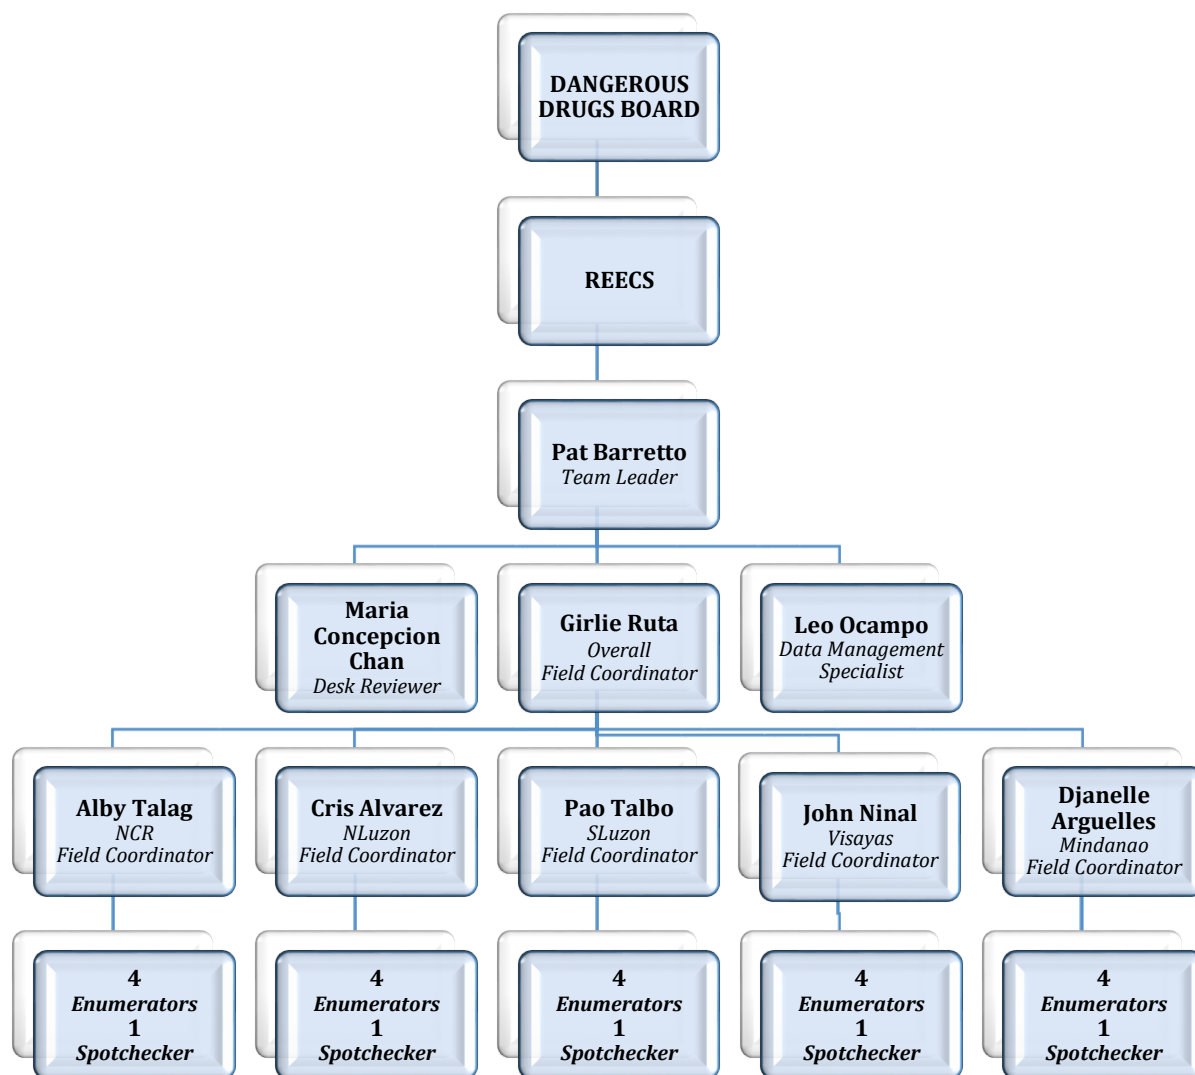 DANGEROUS
DRUGS BOARD
REECS
Pat Barretto
Team Leader
Maria
Concepcion
Chan
Desk Reviewer
Girlie Ruta
Overall
Field Coordinator
Leo Ocampo
Data Management
Specialist
Alby Talag
NCR
Field Coordinator
Cris Alvarez
NLuzon
Field Coordinator
Pao Talbo
SLuzon
Field Coordinator
John Ninal
Visayas
Field Coordinator
Djanelle
Arguelles
Mindanao
Field Coordinator
4
Enumerators
1
Spotchecker
4
Enumerators
1
Spotchecker
4
Enumerators
1
Spotchecker
4
Enumerators
1
Spotchecker
4
Enumerators
1
Spotchecker